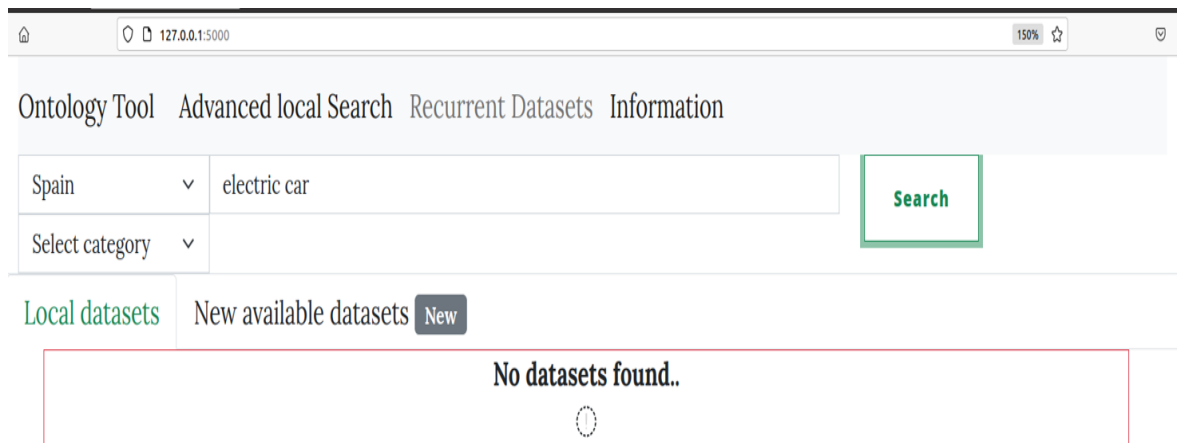 127.0.0.1:5000 150%
Ontology Tool Advanced local Search Recurrent Datasets Information
Spain electric car Search
Select category
Local datasets New available datasets New
No datasets found..